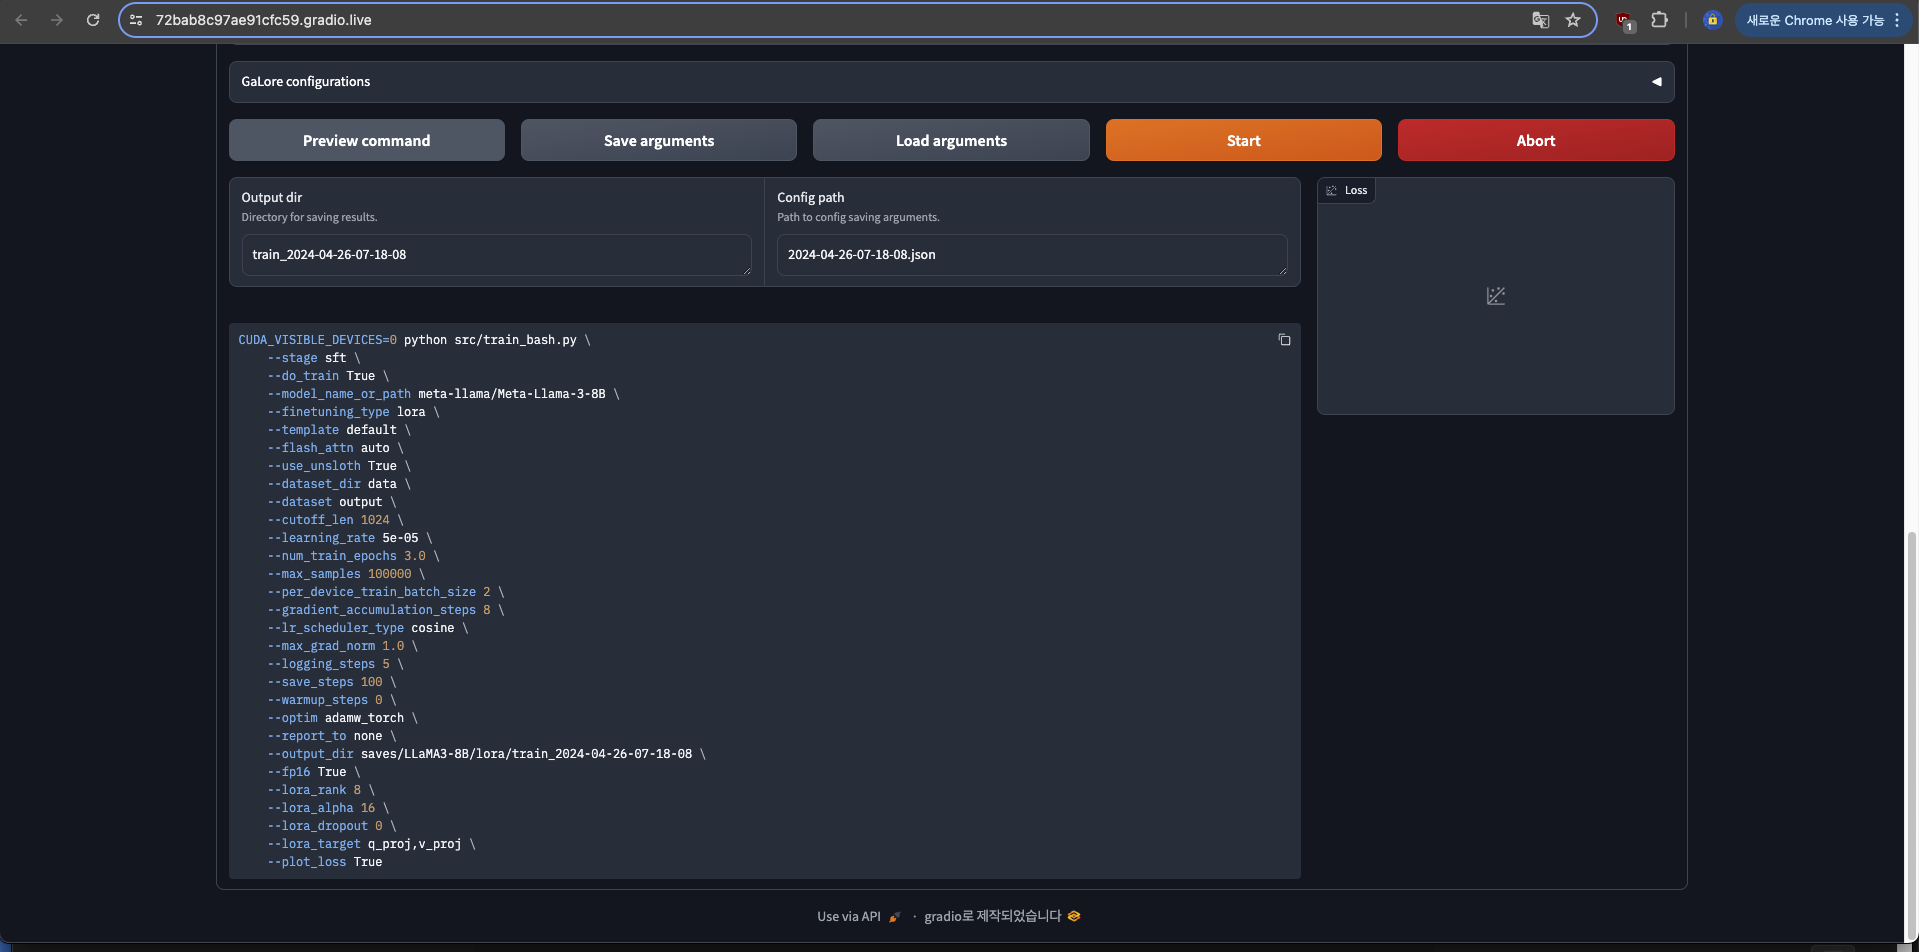 72bab8c97ae91cfc59.gradio.live
1
새로운 Chrome 사용 가능
GaLore configurations
Preview command
Save arguments
Load arguments
Start
Abort
Output dir
Directory for saving results.
train_2024-04-26-07-18-08
Config path
Path to config saving arguments.
2024-04-26-07-18-08.json
Loss
CUDA_VISIBLE_DEVICES=0 python src/train_bash.py \
--stage sft \
--do_train True \
--model_name_or_path meta-llama/Meta-Llama-3-8B \
--finetuning_type lora \
--template default \
--flash_attn auto \
--use_unsloth True \
--dataset_dir data \
--dataset output \
--cutoff_len 1024 \
--learning_rate 5e-05 \
--num_train_epochs 3.0 \
--max_samples 100000 \
--per_device_train_batch_size 2 \
--gradient_accumulation_steps 8 \
--lr_scheduler_type cosine \
--max_grad_norm 1.0 \
--logging_steps 5 \
--save_steps 100 \
--warmup_steps 0 \
--optim adamw_torch \
--report_to none \
--output_dir saves/LLaMA3-8B/lora/train_2024-04-26-07-18-08 \
--fp16 True \
--lora_rank 8 \
--lora_alpha 16 \
--lora_dropout 0 \
--lora_target q_proj,v_proj \
--plot_loss True
Use via API · gradio로 제작되었습니다